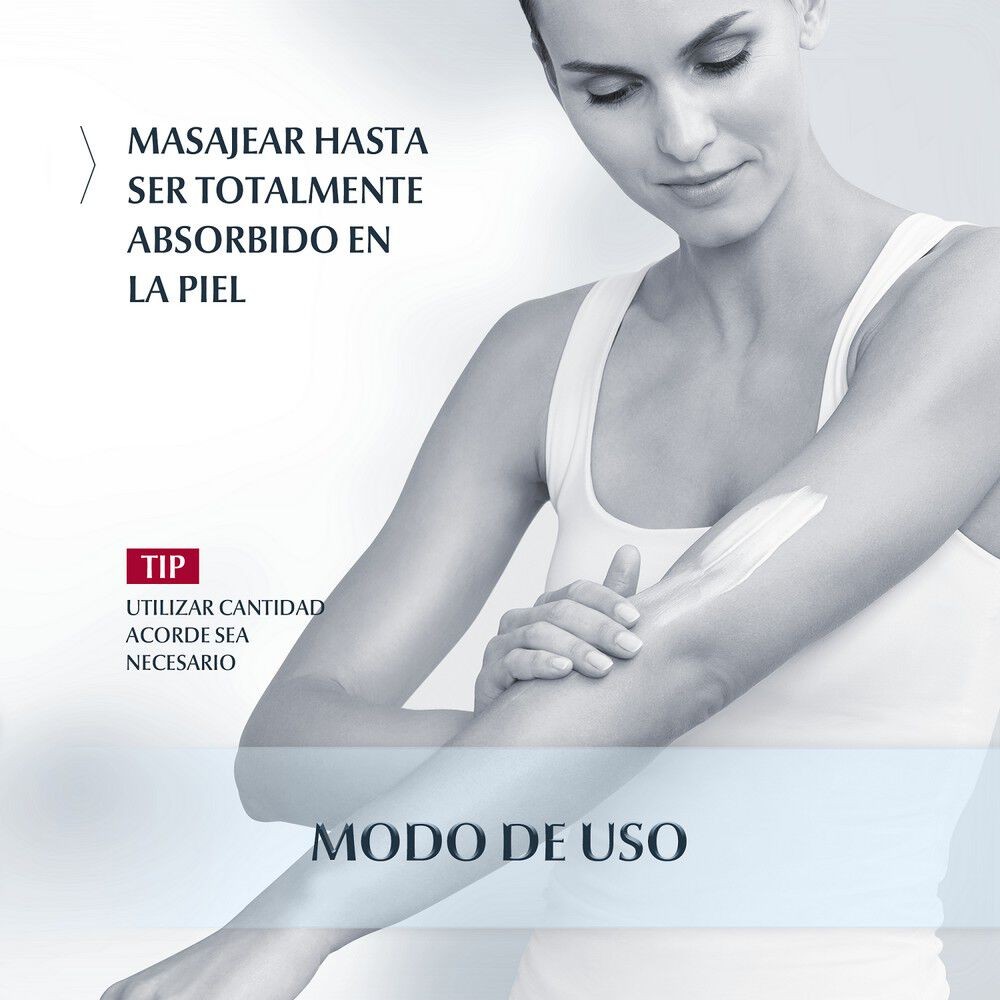 MASAJEAR HASTA
SER TOTALMENTE
ABSORBIDO EN
LA PIEL
TIP
UTILIZAR CANTIDAD
ACORDE SEA
NECESARIO
MODO DE USO